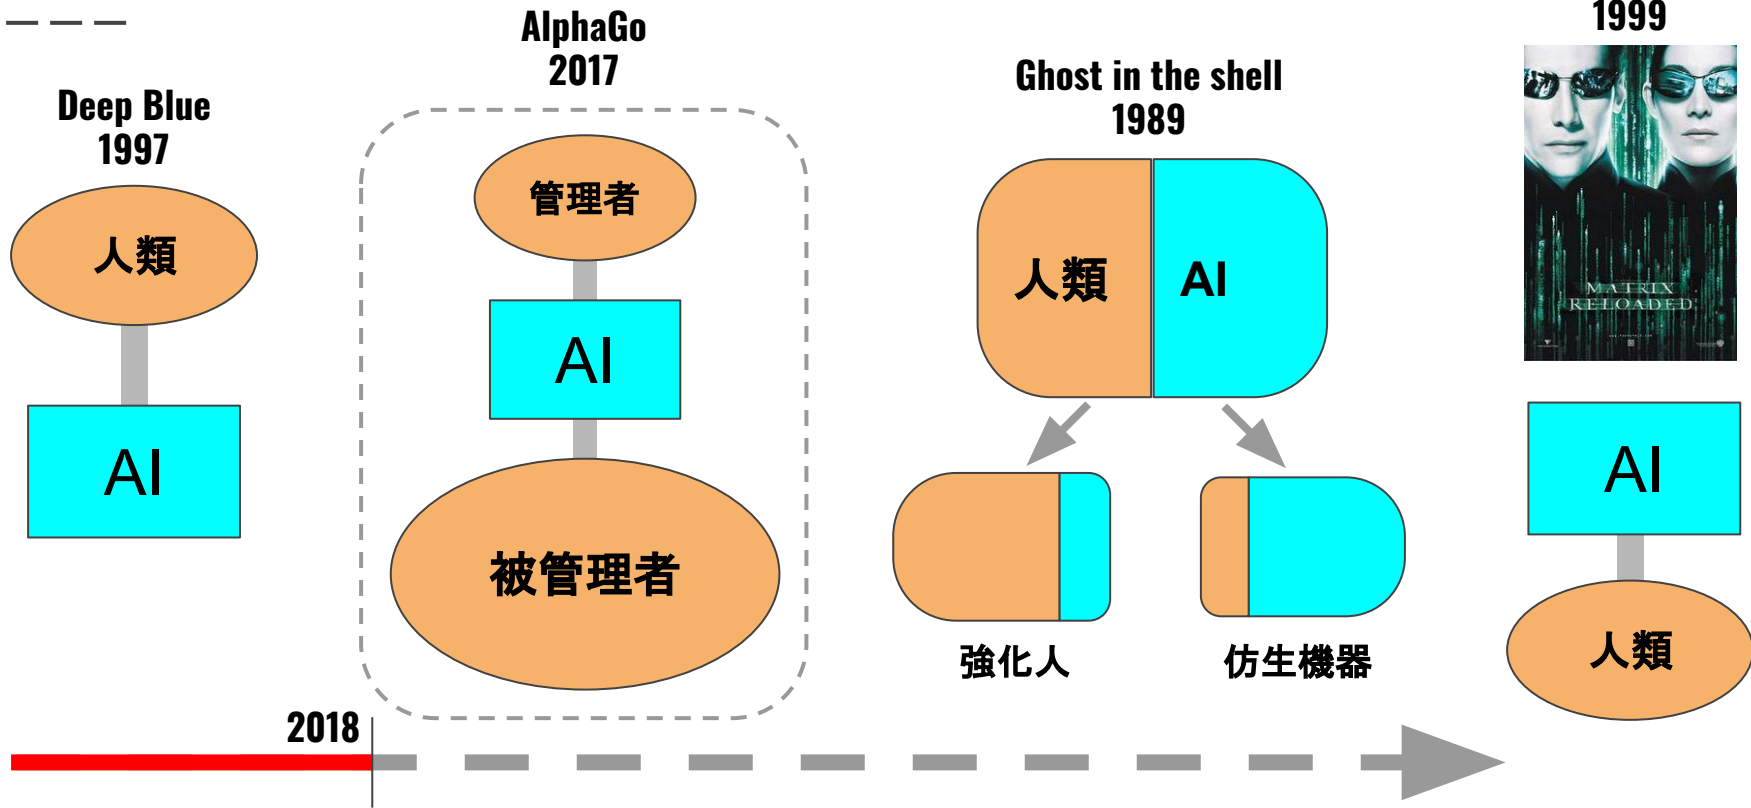 Deep Blue
1997
人類
AI
AlphaGo
2017
管理者
AI
被管理者
Ghost in the shell
1989
人類
AI
強化人
仿生機器
1999
MATRIX
RELOADED
AI
人類
2018